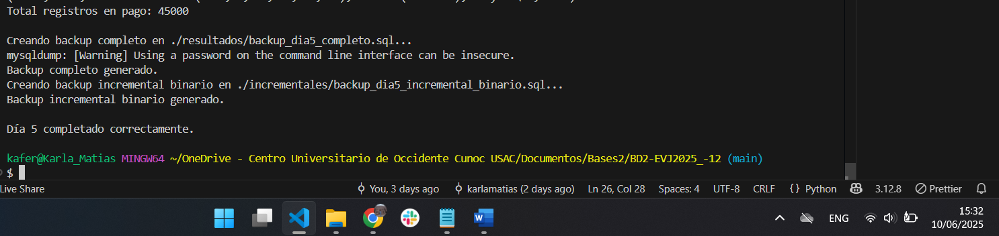 Total registros en pago: 45000
Creando backup completo en ./resultados/backup_dia5_completo.sql...
mysqldump: [Warning] Using a password on the command line interface can be insecure.
Backup completo generado.
Creando backup incremental binario en ./incrementales/backup_dia5_incremental_binario.sql...
Backup incremental binario generado.
Día 5 completado correctamente.
kafer@Karla_Matias MINGW64 ~/OneDrive - Centro Universitario de Occidente Cunoc USAC/Documentos/Bases2/BD2-EVJ2025_-12 (main)
$
Live Share You, 3 days ago karlamatias (2 days ago) Ln 26, Col 28 Spaces: 4 UTF-8 CRLF {} Python 3.12.8 Prettier
ENG 15:32
10/06/2025